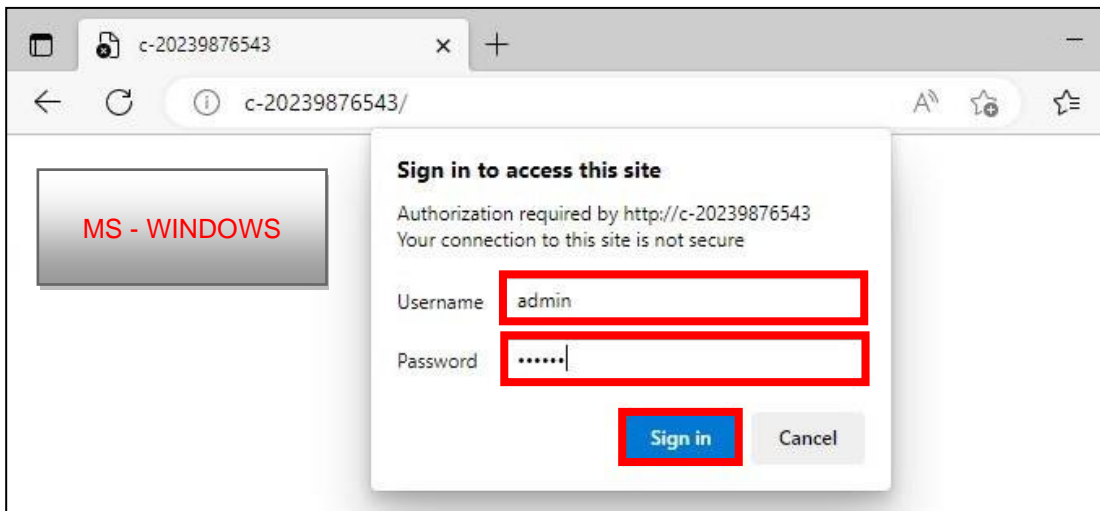 c-20239876543
c-20239876543/
MS - WINDOWS
Sign in to access this site
Authorization required by http://c-20239876543
Your connection to this site is not secure
Username admin
Password ••••••
Sign in Cancel